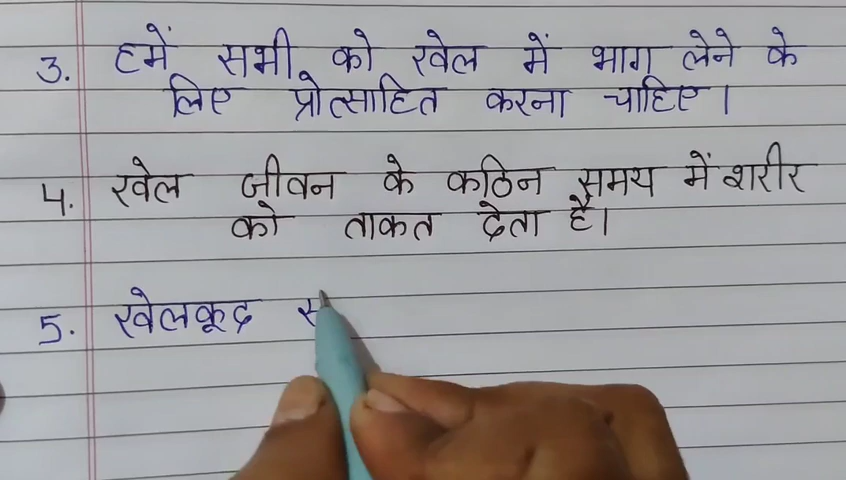 3. हमें सभी को खेल में भाग लेने के
लिए प्रोत्साहित करना चाहिए।
4. खेल जीवन के कठिन समय में शरीर
को ताकत देता है।
5. खेलकूद